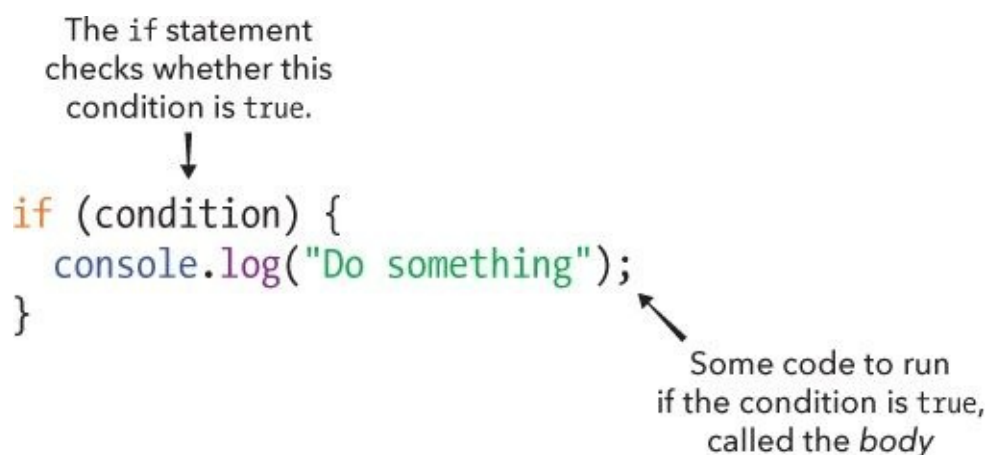 The if statement
checks whether this
condition is true.
if (condition) {
console.log("Do something");
}
Some code to run
if the condition is true,
called the body